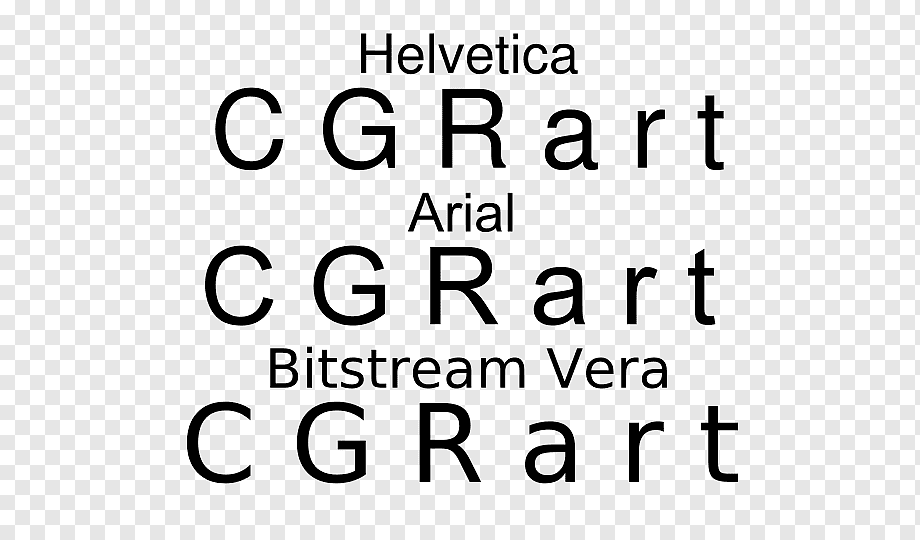 Helvetica
C G R a r t
Arial
C G R a r t
Bitstream Vera
C G R a r t